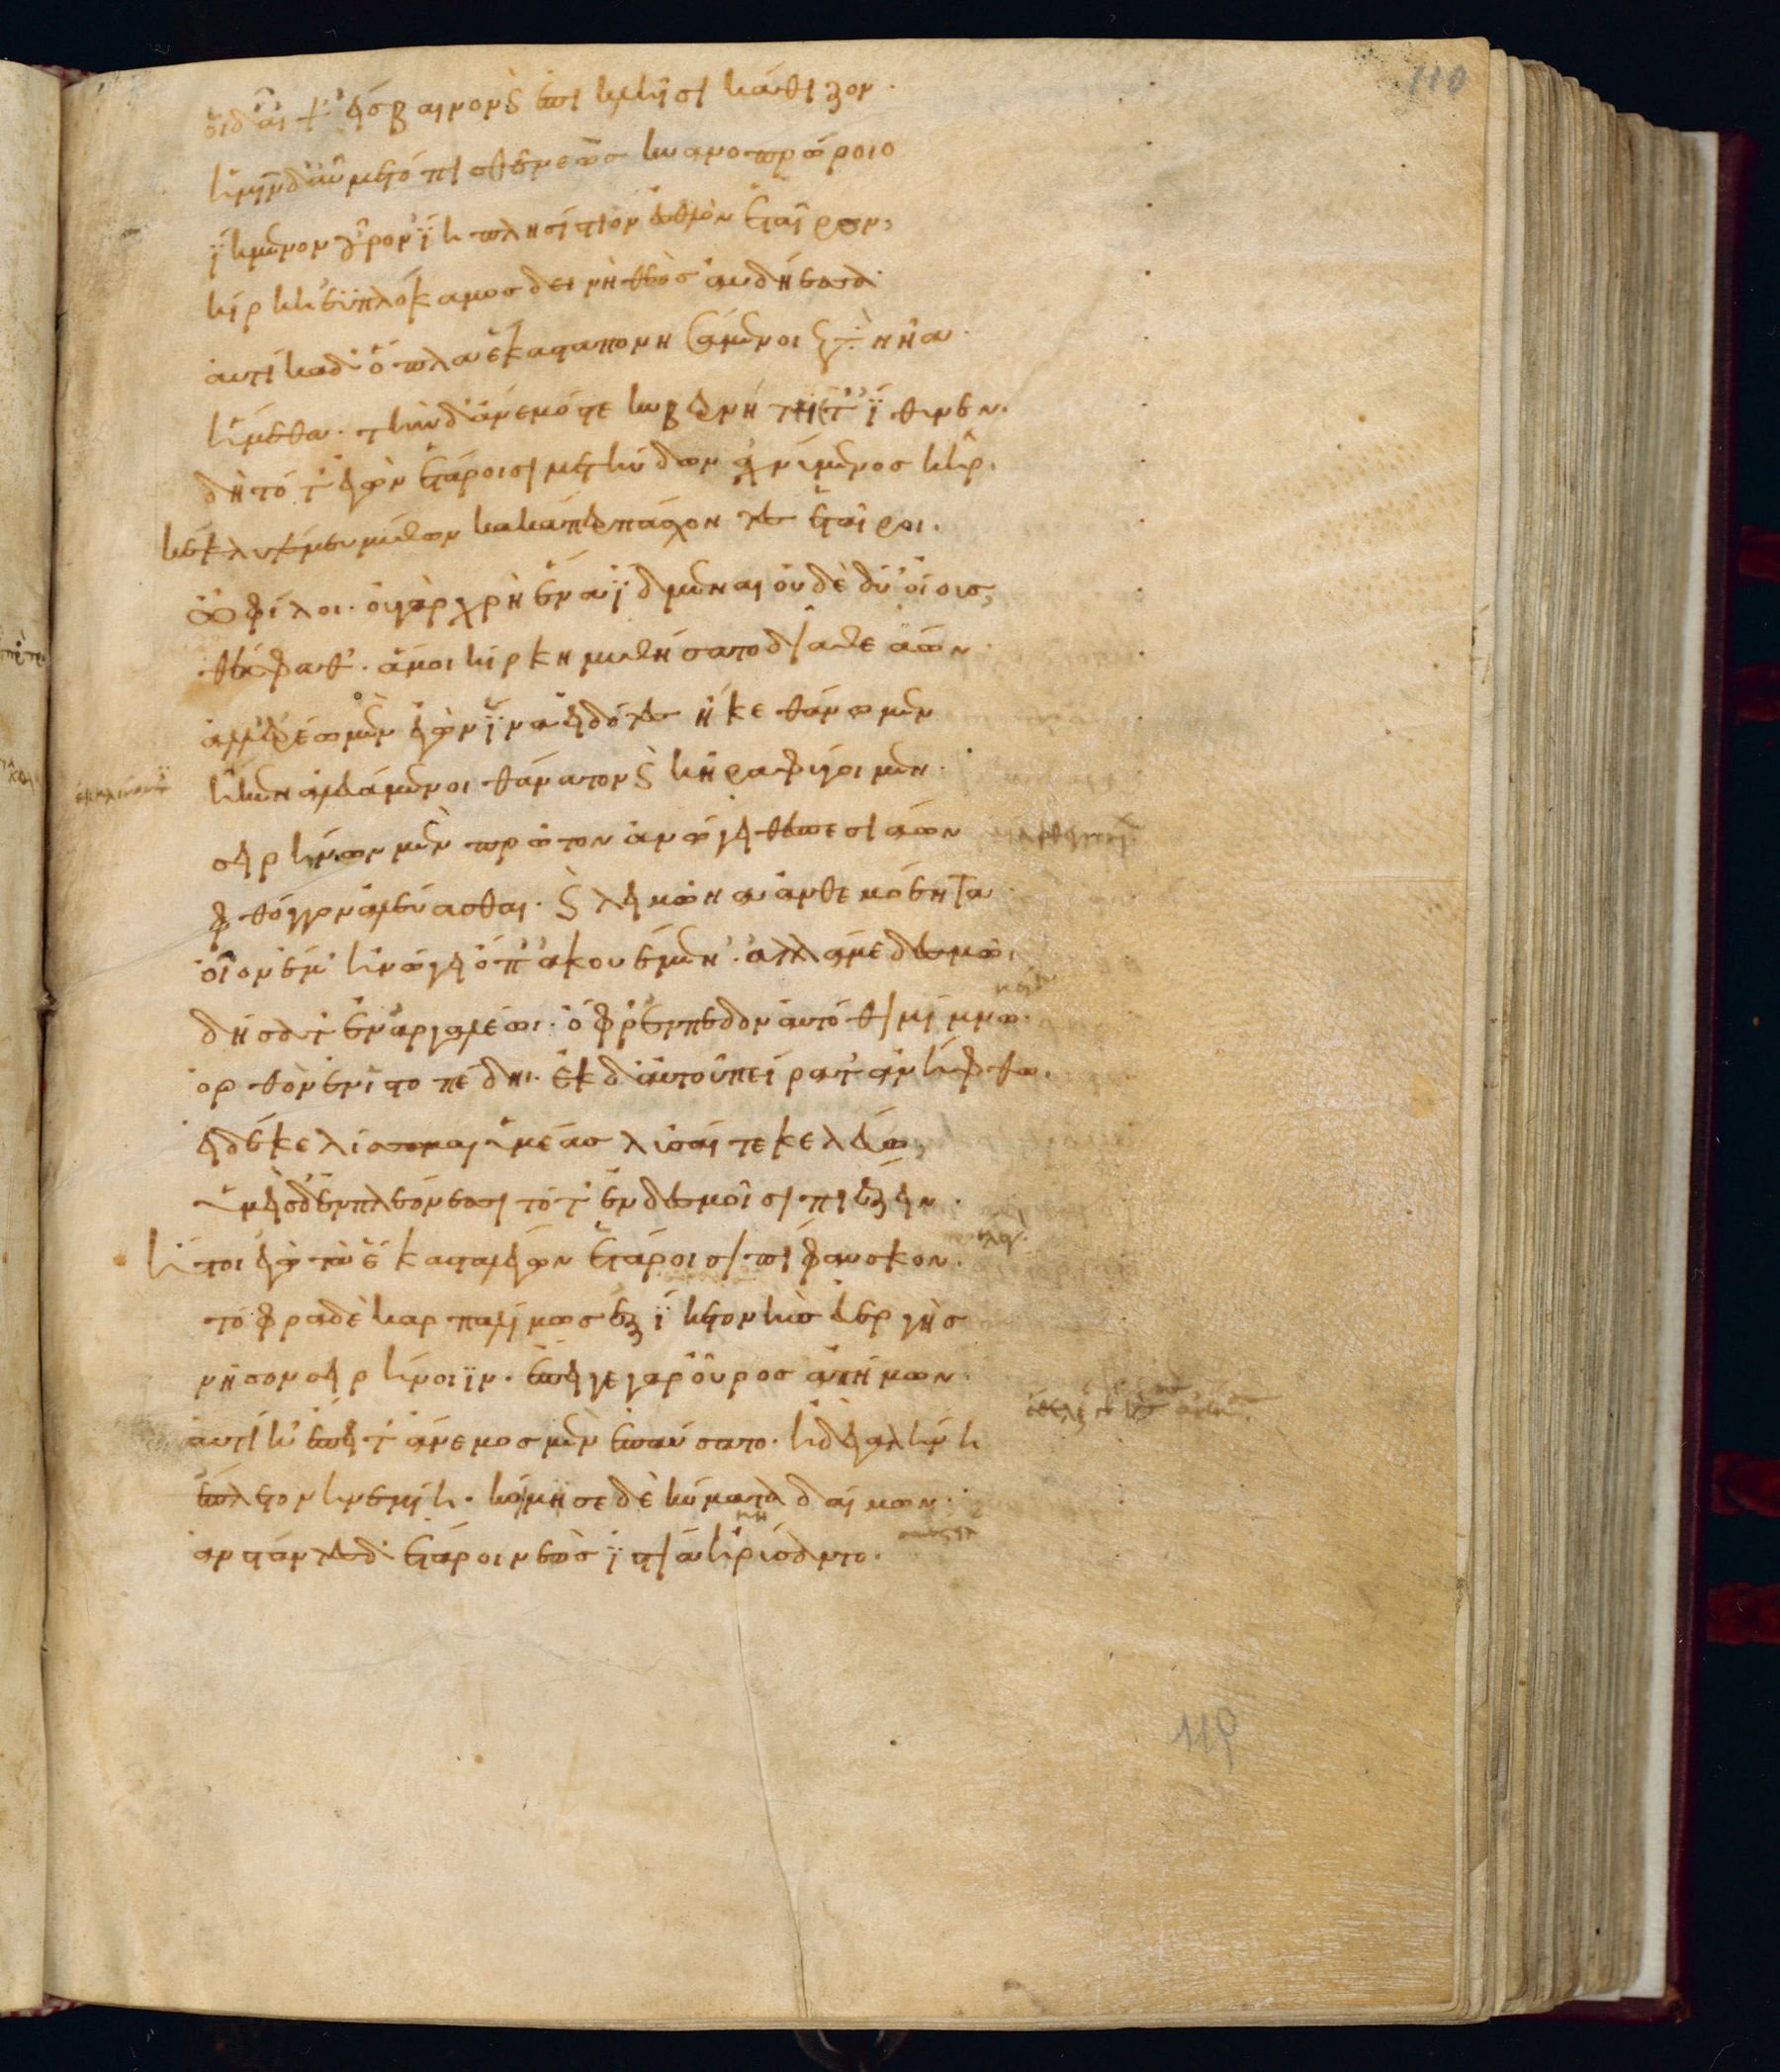 οἱ δ' αἶψ' εἴσβαινον καὶ ἐπὶ κληῖσι κάθιζον.
ἡμῖν δ' αὖ μετόπισθε νεὼς κυανοπρώροιο
ἴκμενον οὖρον ἵει πλησίστιον ἐσθλὸν ἑταῖρον,
κίρκη ἐϋπλόκαμος δεινὴ θεὸς αὐδήεσσα.
αὐτίκα δ' ὅπλα ἕκαστα πονησάμενοι κατὰ νῆα.
ἥμεθα. τὴν δ' ἄνεμός τε κυβερνήτης τ' ἴθυνεν.
δὴ τότ' ἐγὼν ἑτάροισι μετηύδων ἀχνύμενος κῆρ.
κέκλυτέ μευ μύθων κακά περ πάσχοντες ἑταῖροι.
ὦ φίλοι. οὐ γὰρ χρὴ ἕνα ἴδμεναι οὐδὲ δύ' οἴους,
θέσφαθ'. ἅ μοι κίρκη μυθήσατο δῖα θεάων.
ἀλλ' ἐρέω μὲν ἐγὼν ἵνα εἰδότες ἤ κε θάνωμεν
ἤ κεν ἀλευάμενοι θάνατον καὶ κῆρα φύγοιμεν.
σειρήνων μὲν πρῶτον ἀνώγει θεσπεσιάων
φθόγγον ἀλεύασθαι. καὶ λειμῶνα ἀνθεμόεντα.
οἶον ἔμ' ἠνώγει ὄπ' ἀκουέμεν. ἀλλά με δεσμῶι
δήσατ' ἐν ἀργαλέωι. ὄφρ' ἔμπεδον αὐτόθι μίμνω.
ὀρθὸν ἐν ἱστοπέδηι. ἐκ δ' αὐτοῦ πείρατ' ἀνήφθω.
εἰ δέ κε λίσσωμαι ὑμέας λῦσαί τε κελεύω,
ὑμεῖς δ' ἐν πλεόνεσσι τότ' ἐν δεσμοῖσι πιέζειν.
ἤτοι ἐγὼ τὰ ἕκαστα λέγων ἑτάροισι πίφαυσκον.
τόφρα δὲ καρπαλίμως ἐξίκετο νηῦς εὐεργὴς
νῆσον σειρήνοιϊν. ἔπειγε γὰρ οὖρος ἀπήμων.
αὐτίκ' ἔπειτ' ἄνεμος μὲν ἐπαύσατο. ἠδὲ γαλήνη
ἔπλετο νηνεμίη. κοίμησε δὲ κύματα δαίμων.
ἀνστάντες δ' ἕταροι νεὸς ἱστία μηρύσαντο.
110
119